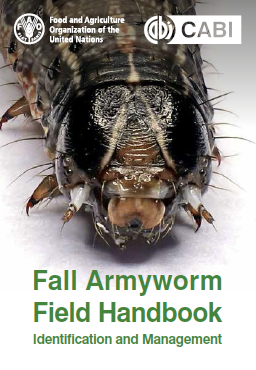 Food and Agriculture
Organization of the
United Nations
CABI
Fall Armyworm
Field Handbook
Identification and Management